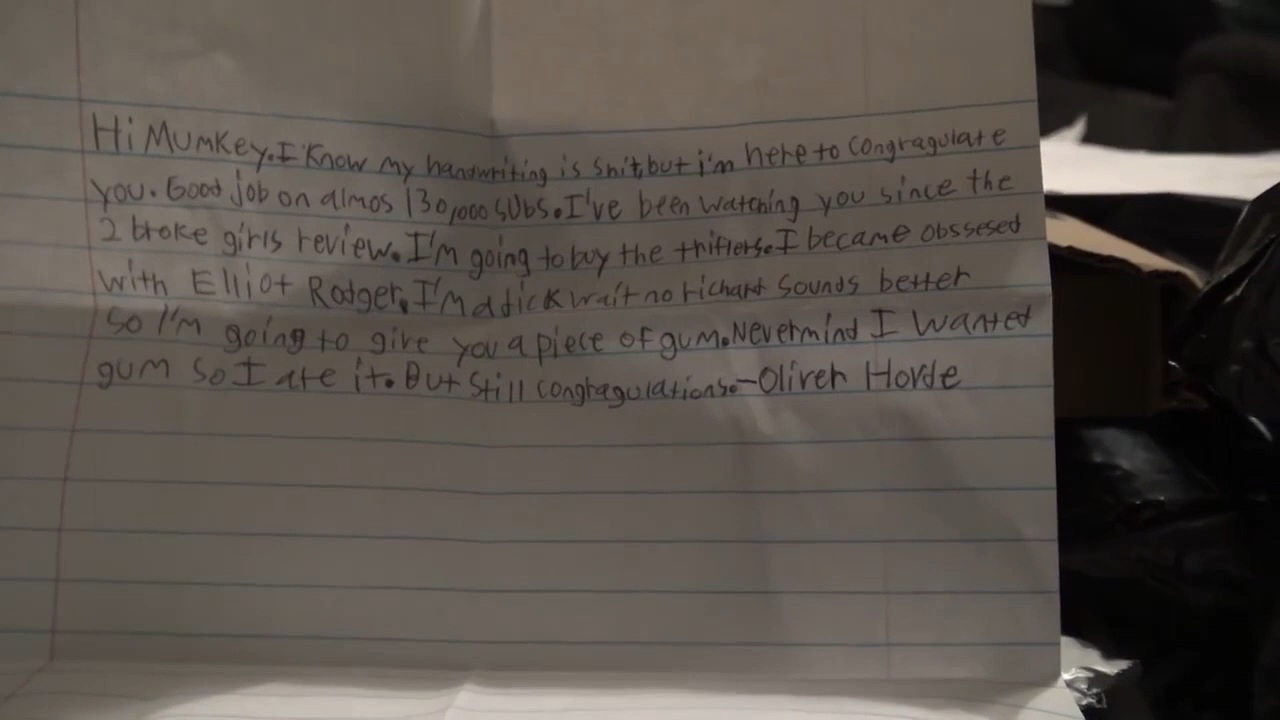 Hi Mumkey. I Know my handwriting is shit, but i'm here to congragulate
you. Good job on almos 130,000 subs. I've been watching you since the
2 broke girls review. I'm going to buy the thifters. I became obssesed
with Elliot Rodger. I'm a dick wait no richard sounds better
so I'm going to give you a piece of gum. Nevermind I wanted
gum so I ate it. But still congragulations. -Oliver Horde